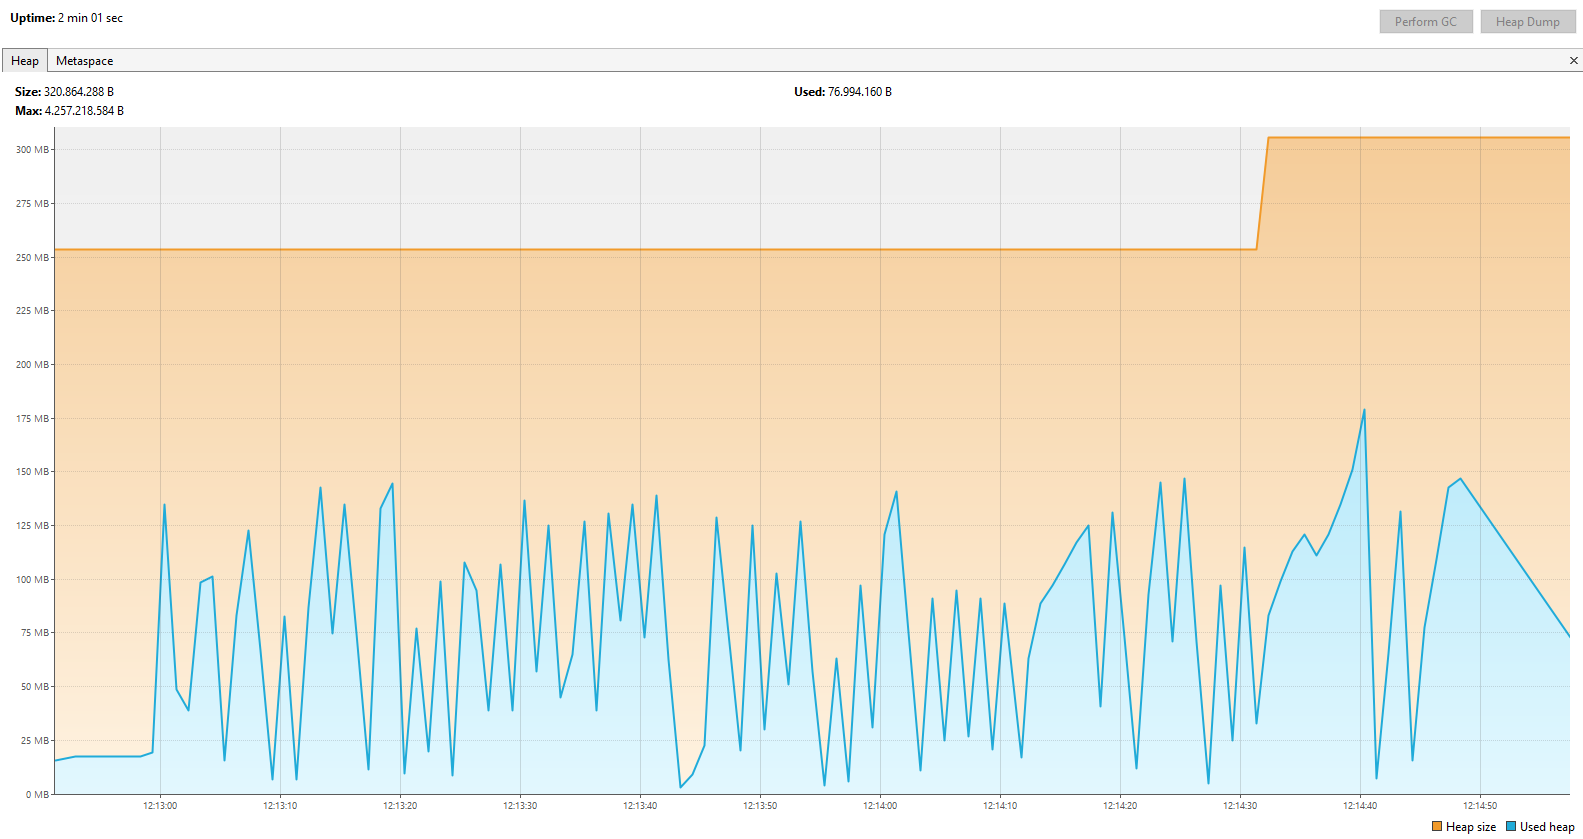 Uptime: 2 min 01 sec
Perform GC Heap Dump
Heap Metaspace ×
Size: 320.864.288 B Used: 76.994.160 B
Max: 4.257.218.584 B
300 MB
275 MB
250 MB
225 MB
200 MB
175 MB
150 MB
125 MB
100 MB
75 MB
50 MB
25 MB
0 MB
12:13:00 12:13:10 12:13:20 12:13:30 12:13:40 12:13:50 12:14:00 12:14:10 12:14:20 12:14:30 12:14:40 12:14:50
Heap size Used heap